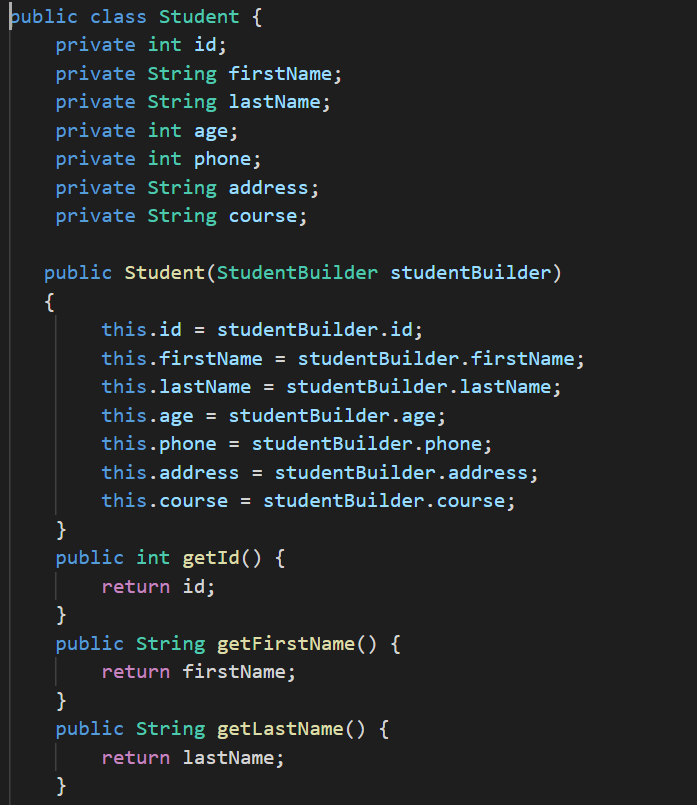 public class Student {
    private int id;
    private String firstName;
    private String lastName;
    private int age;
    private int phone;
    private String address;
    private String course;

   public Student(StudentBuilder studentBuilder)
   {
        this.id = studentBuilder.id;
        this.firstName = studentBuilder.firstName;
        this.lastName = studentBuilder.lastName;
        this.age = studentBuilder.age;
        this.phone = studentBuilder.phone;
        this.address = studentBuilder.address;
        this.course = studentBuilder.course;
    }
    public int getId() {
        return id;
    }
    public String getFirstName() {
        return firstName;
    }
    public String getLastName() {
        return lastName;
    }